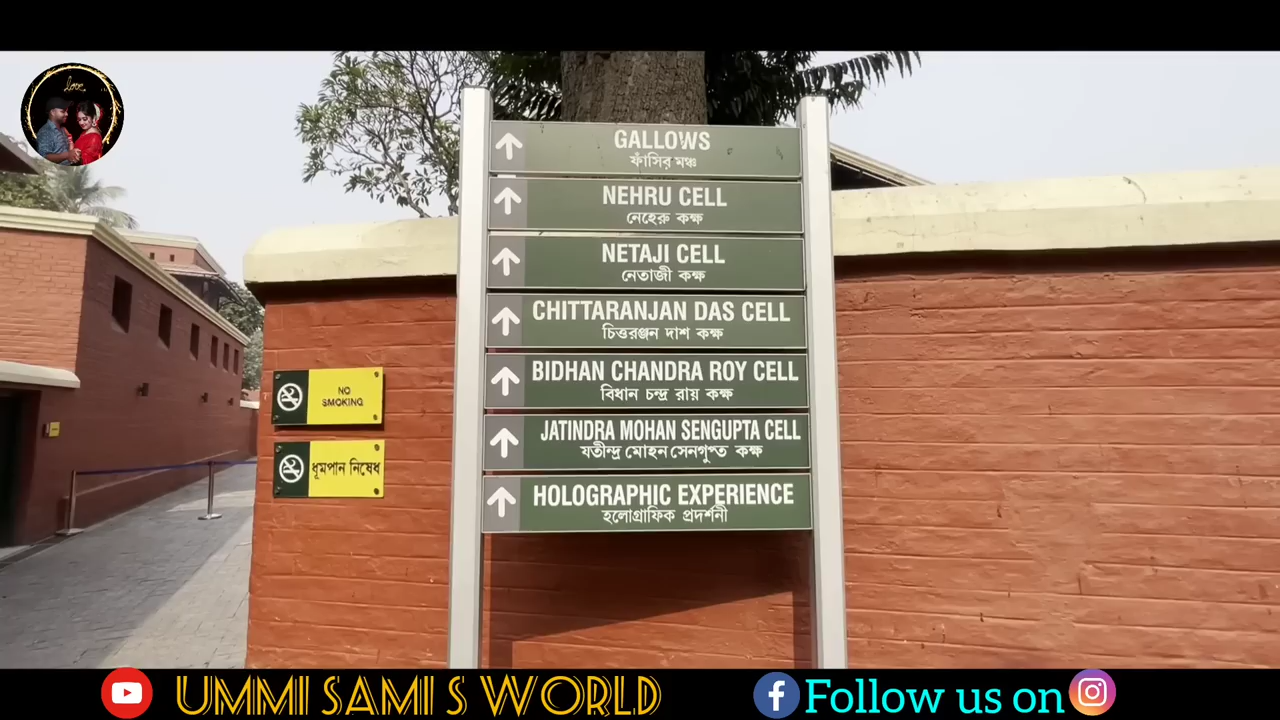 love
GALLOWS
ফাঁসির মঞ্চ
NEHRU CELL
নেহেরু কক্ষ
NETAJI CELL
নেতাজী কক্ষ
CHITTARANJAN DAS CELL
চিত্তরঞ্জন দাশ কক্ষ
BIDHAN CHANDRA ROY CELL
বিধান চন্দ্র রায় কক্ষ
JATINDRA MOHAN SENGUPTA CELL
যতীন্দ্র মোহন সেনগুপ্ত কক্ষ
HOLOGRAPHIC EXPERIENCE
হলোগ্রাফিক প্রদর্শনী
NO
SMOKING
ধূমপান নিষেধ
UMMI SAMI S WORLD
Follow us on